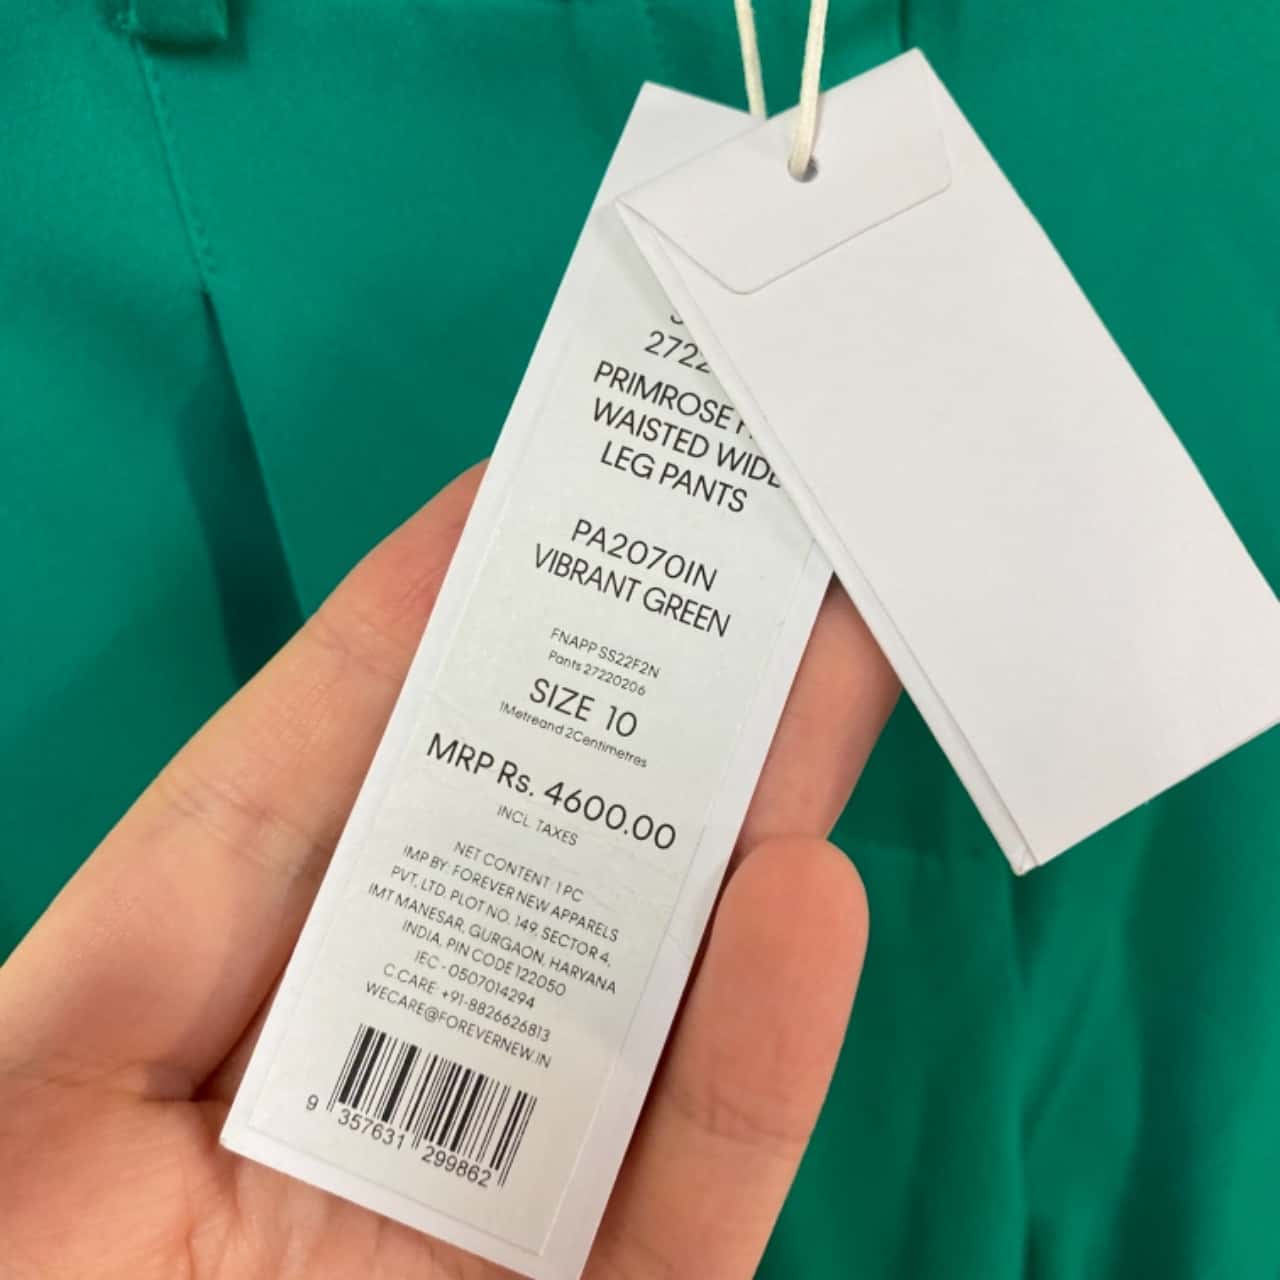 PRIMROSE
WAISTED WIDE
LEG PANTS
PA2070IN
VIBRANT GREEN
FNAPP SS22F2N
Pants 27220206
SIZE 10
1Metreand 2Centimetres
MRP Rs. 4600.00
INCL. TAXES
NET CONTENT: 1 PC
IMP BY: FOREVER NEW APPARELS
PVT. LTD. PLOT NO. 149, SECTOR 4,
IMT MANESAR, GURGAON, HARYANA
INDIA, PIN CODE 122050
IEC - 0507014294
C.CARE +91-8826626813
WECARE@FOREVERNEW.IN
9 357631 299862